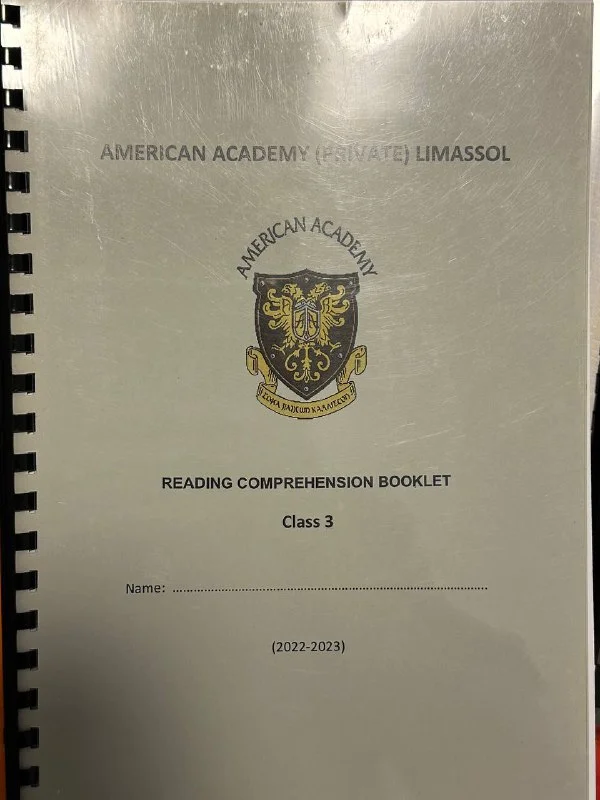 AMERICAN ACADEMY (PRIVATE) LIMASSOL
AMERICAN ACADEMY
READING COMPREHENSION BOOKLET
Class 3
Name: ................................................................................................
(2022-2023)